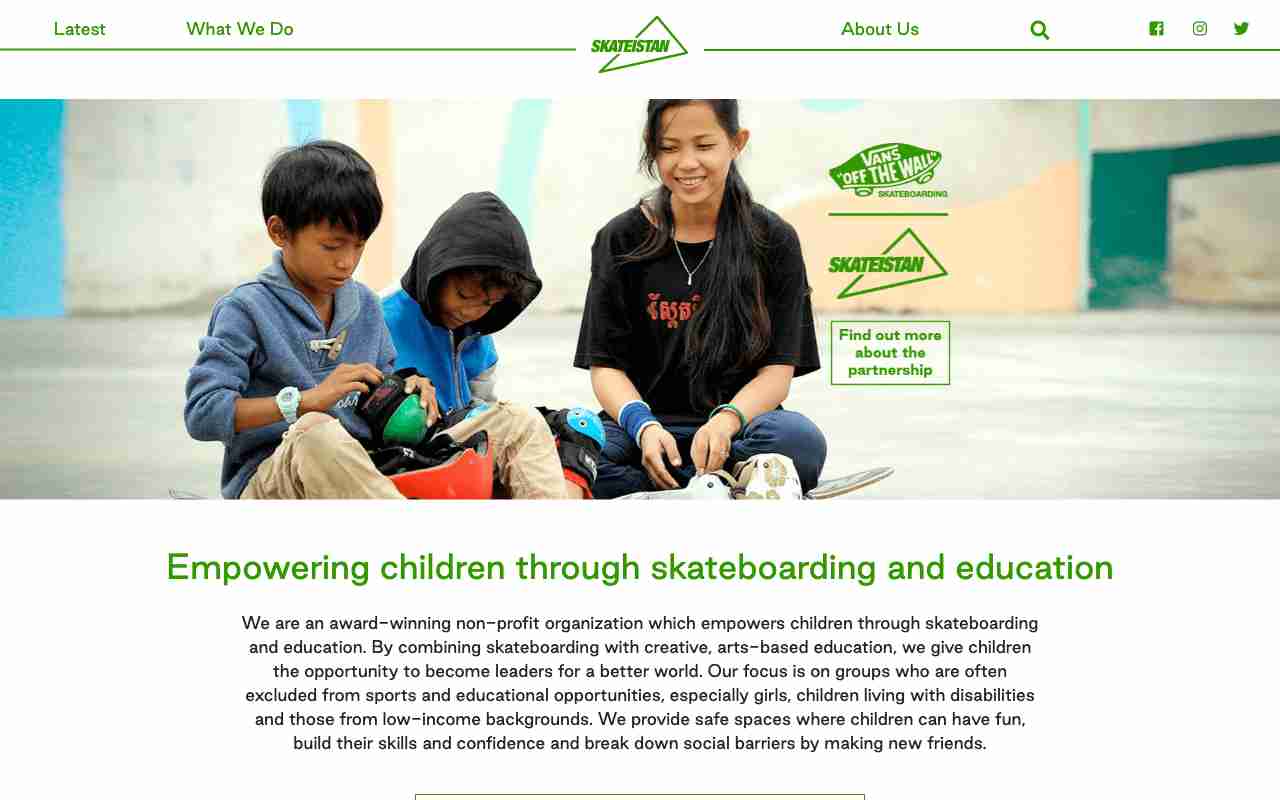 Latest
What We Do
SKATEISTAN
About Us
VANS
"OFF THE WALL"
SKATEBOARDING
SKATEISTAN
Find out more
about the
partnership
Empowering children through skateboarding and education
We are an award-winning non-profit organization which empowers children through skateboarding
and education. By combining skateboarding with creative, arts-based education, we give children
the opportunity to become leaders for a better world. Our focus is on groups who are often
excluded from sports and educational opportunities, especially girls, children living with disabilities
and those from low-income backgrounds. We provide safe spaces where children can have fun,
build their skills and confidence and break down social barriers by making new friends.